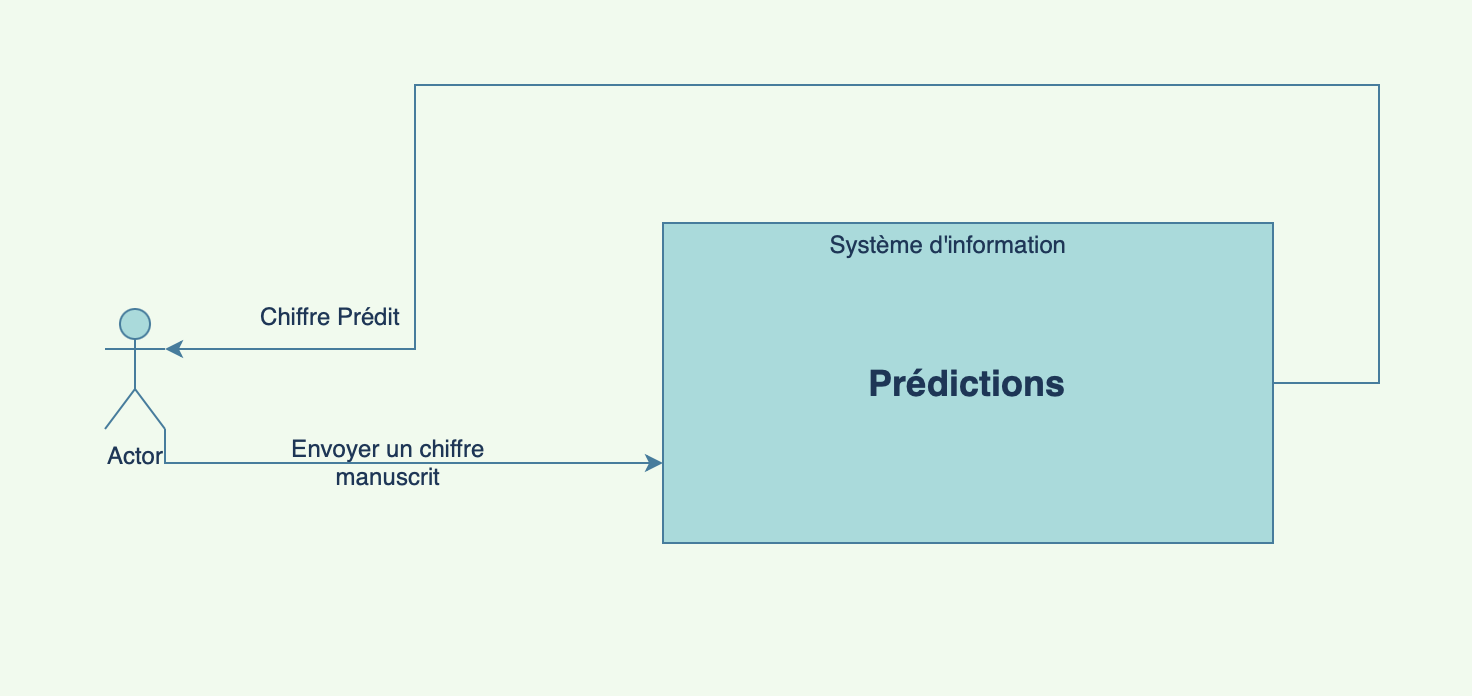 Système d'information
Chiffre Prédit
Prédictions
Actor
Envoyer un chiffre
manuscrit